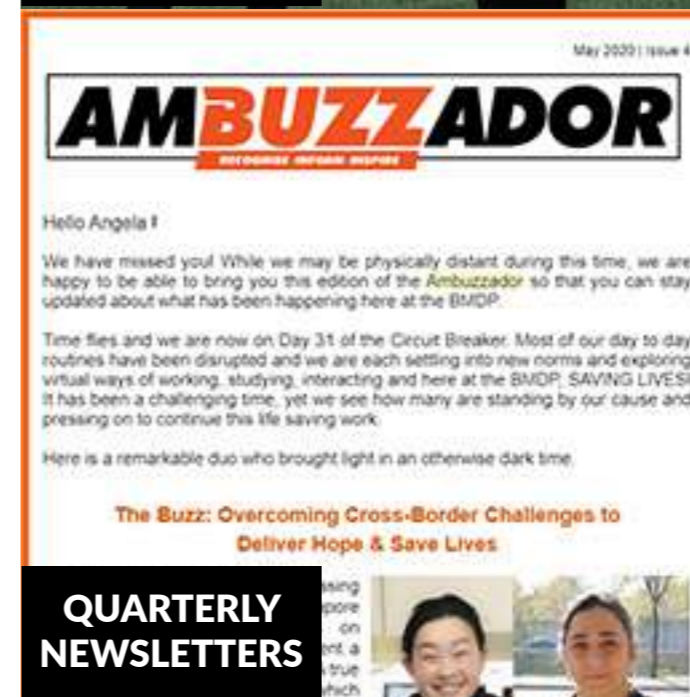 May 2020 | Issue 4
AMBUZZADOR
RECOGNISE INFORM INSPIRE
Hello Angela !
We have missed you! While we may be physically distant during this time, we are
happy to be able to bring you this edition of the Ambuzzador so that you can stay
updated about what has been happening here at the BMDP.
Time flies and we are now on Day 31 of the Circuit Breaker. Most of our day to day
routines have been disrupted and we are each settling into new norms and exploring
virtual ways of working, studying, interacting and here at the BMDP, SAVING LIVES!
It has been a challenging time, yet we see how many are standing by our cause and
pressing on to continue this life saving work.
Here is a remarkable duo who brought light in an otherwise dark time.
The Buzz: Overcoming Cross-Border Challenges to
Deliver Hope & Save Lives
on
a
true
which
QUARTERLY
NEWSLETTERS